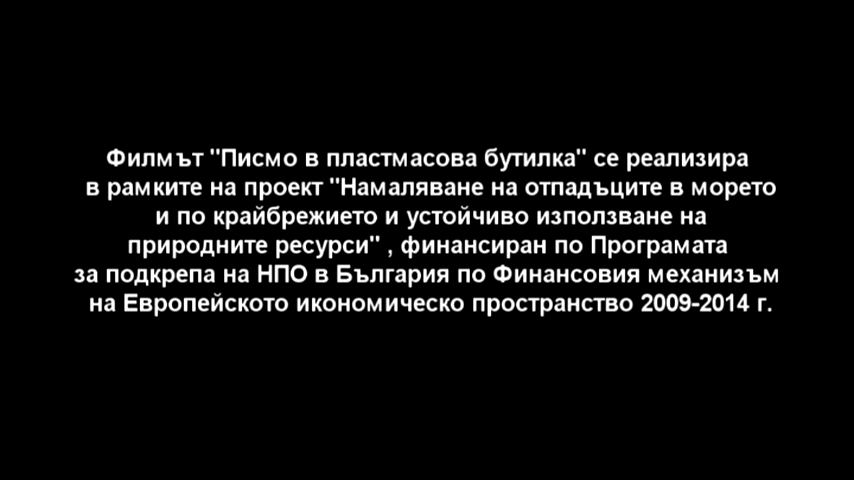 Филмът "Писмо в пластмасова бутилка" се реализира
в рамките на проект "Намаляване на отпадъците в морето
и по крайбрежието и устойчиво използване на
природните ресурси" , финансиран по Програмата
за подкрепа на НПО в България по Финансовия механизъм
на Европейското икономическо пространство 2009-2014 г.